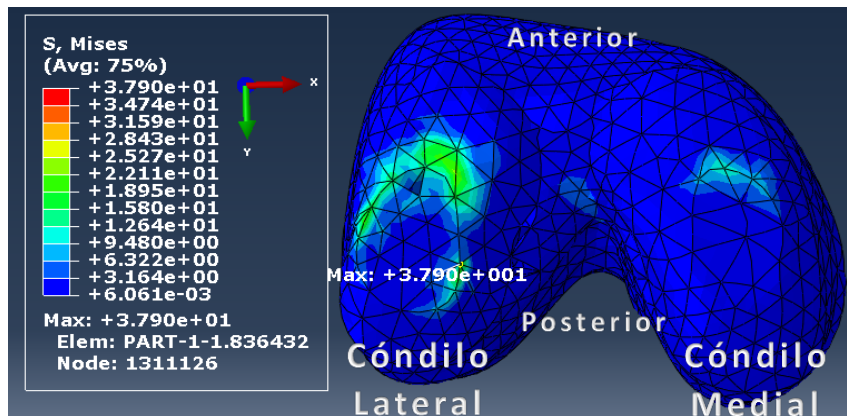 S, Mises
(Avg: 75%)
+3.790e+01
+3.474e+01
+3.159e+01
+2.843e+01
+2.527e+01
+2.211e+01
+1.895e+01
+1.580e+01
+1.264e+01
+9.480e+00
+6.322e+00
+3.164e+00
+6.061e-03
Max: +3.790e+01
Elem: PART-1-1.836432
Node: 1311126
X
Y
Anterior
Max: +3.790e+001
Posterior
Cóndilo
Lateral
Cóndilo
Medial